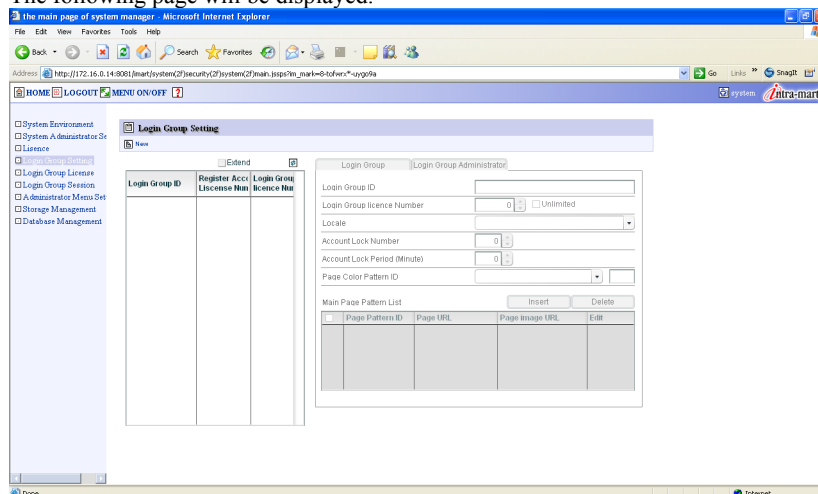 The following page will be displayed.
the main page of system manager - Microsoft Internet Explorer
File Edit View Favorites Tools Help
Back Search Favorites
Address http://172.16.0.14:8081/imart/system(2f)security(2f)system(2f)main.jssps?im_mark=8-tofwrx*-uygo9a Go Links » SnagIt
HOME LOGOUT MENU ON/OFF ? system intra-mart
System Environment
System Administrator Se
Lisence
Login Group Setting
Login Group License
Login Group Session
Administrator Menu Set
Storage Management
Database Management
Login Group Setting
New
Extend
Login Group ID Register Acco Liscense Num Login Group licence Num
Login Group Login Group Administrator
Login Group ID
Login Group licence Number 0 Unlimited
Locale
Account Lock Number 0
Account Lock Period (Minute) 0
Page Color Pattern ID
Main Page Pattern List Insert Delete
Page Pattern ID Page URL Page Image URL Edit
Done Internet